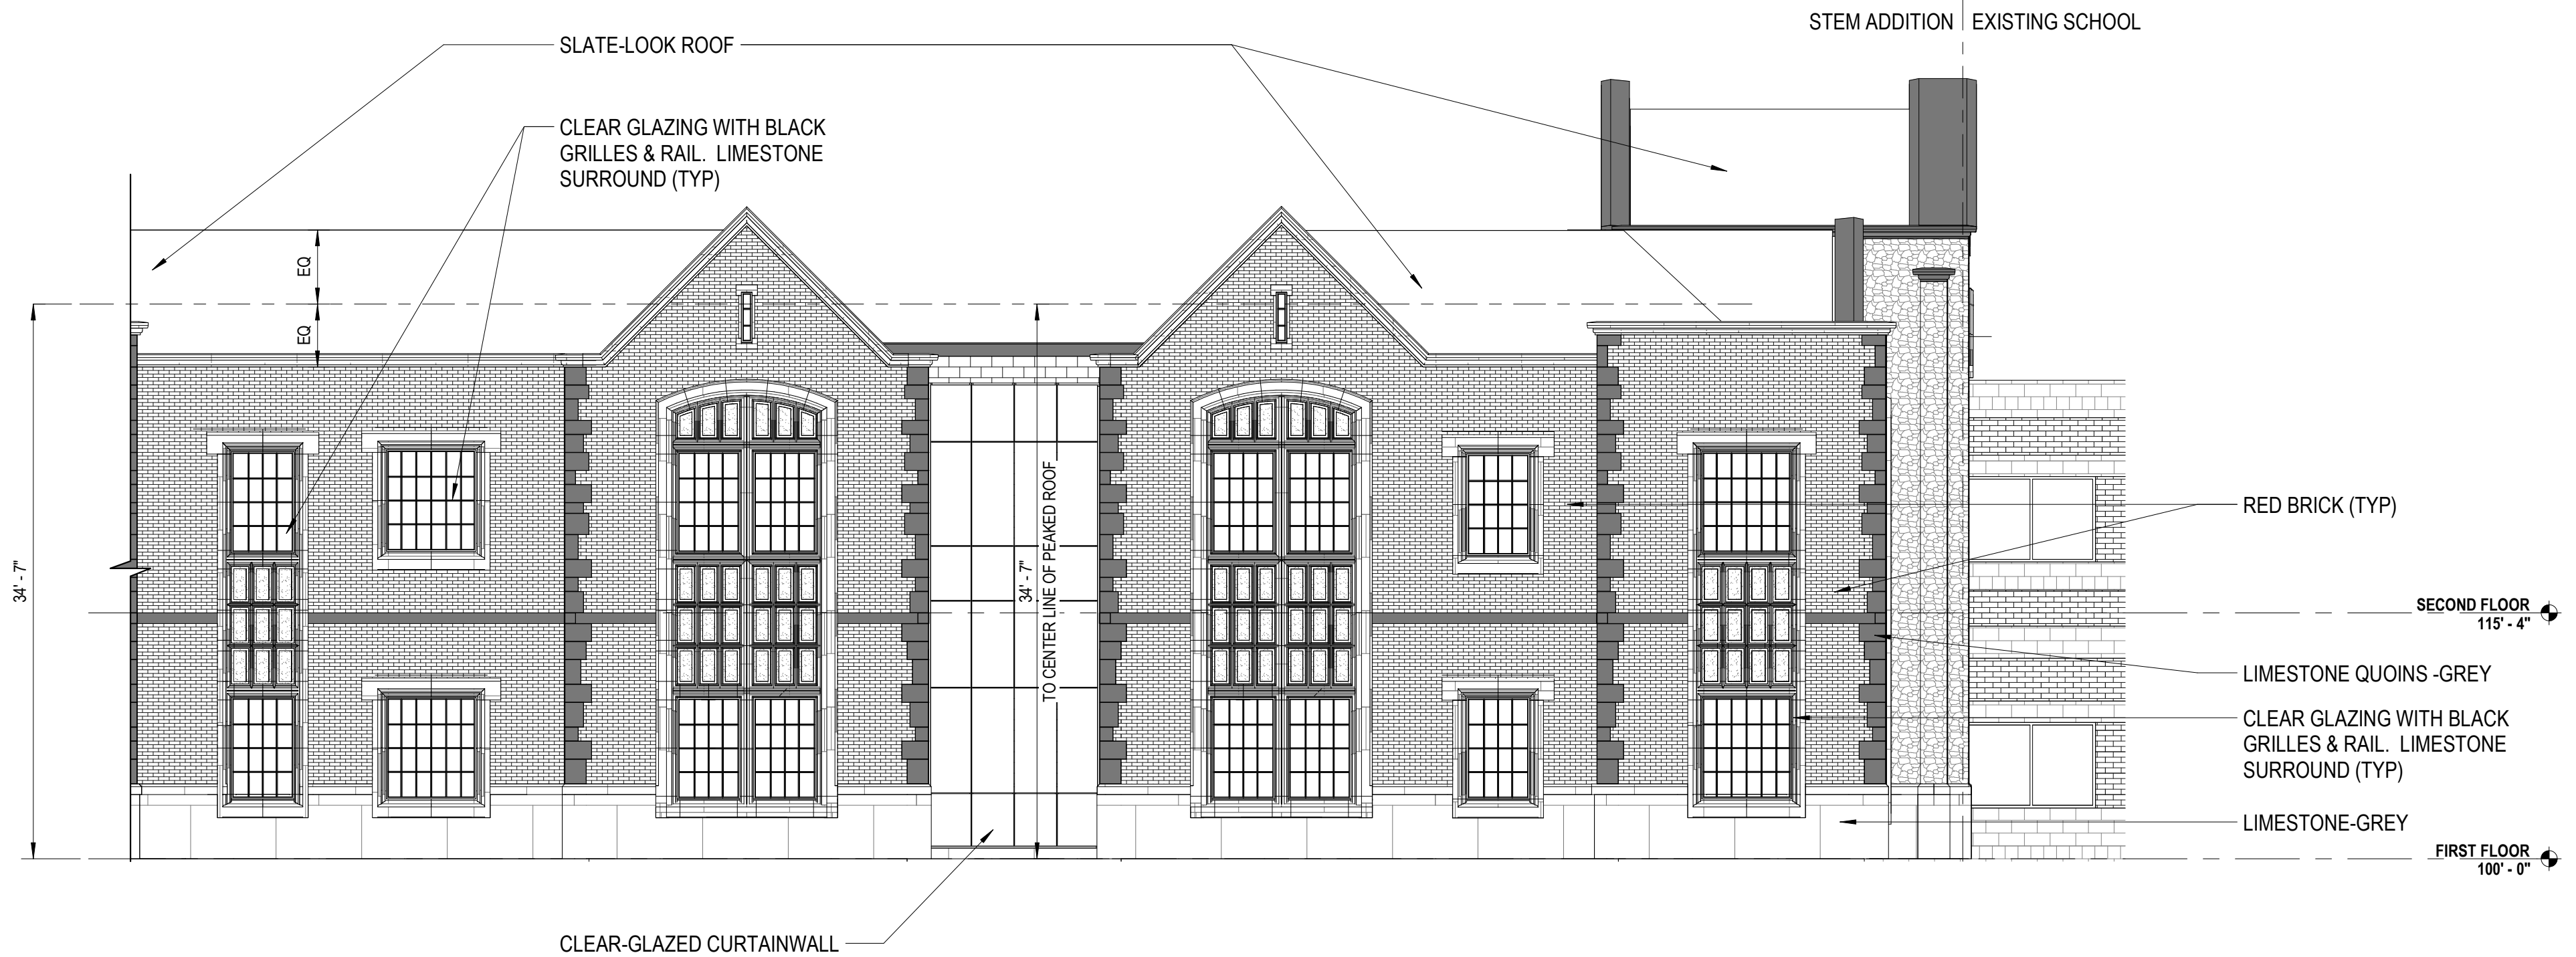 STEM ADDITION
EXISTING SCHOOL
SLATE-LOOK ROOF
CLEAR GLAZING WITH BLACK
GRILLES & RAIL.  LIMESTONE
SURROUND (TYP)
EQ
EQ
34' - 7"
34' - 7"
TO CENTER LINE OF PEAKED ROOF
RED BRICK (TYP)
SECOND FLOOR
115' - 4"
LIMESTONE QUOINS -GREY
CLEAR GLAZING WITH BLACK
GRILLES & RAIL.  LIMESTONE
SURROUND (TYP)
LIMESTONE-GREY
FIRST FLOOR
100' - 0"
CLEAR-GLAZED CURTAINWALL